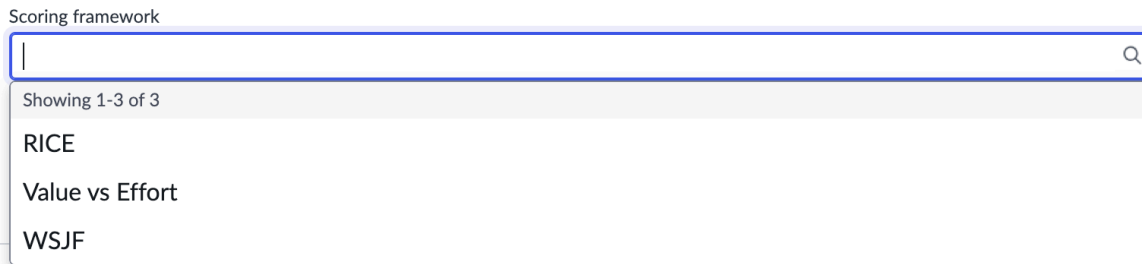 Scoring framework
Showing 1-3 of 3
RICE
Value vs Effort
WSJF